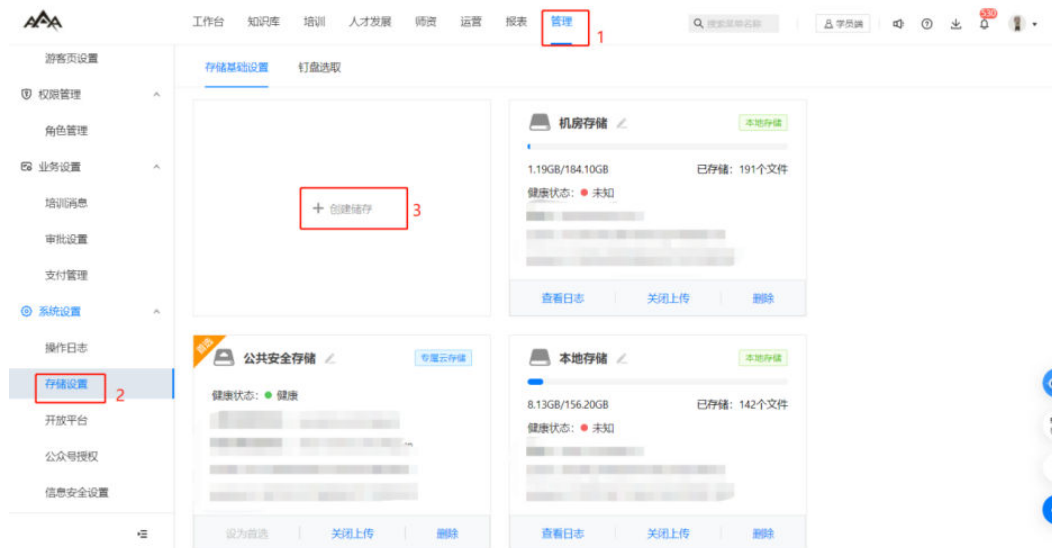 工作台 知识库 培训 人才发展 师资 运营 报表 管理 1 搜索菜单名称 学员端 530
游客页设置
权限管理
角色管理
业务设置
培训消息
审批设置
支付管理
系统设置
操作日志
存储设置 2
开放平台
公众号授权
信息安全设置
存储基础设置 钉盘选取
+ 创建储存 3
机房存储 本地存储
1.19GB/184.10GB 已存储：191个文件
健康状态：未知
查看日志 关闭上传 删除
首选
公共安全存储 专属云存储
健康状态：健康
设为首选 关闭上传 删除
本地存储 本地存储
8.13GB/156.20GB 已存储：142个文件
健康状态：未知
查看日志 关闭上传 删除